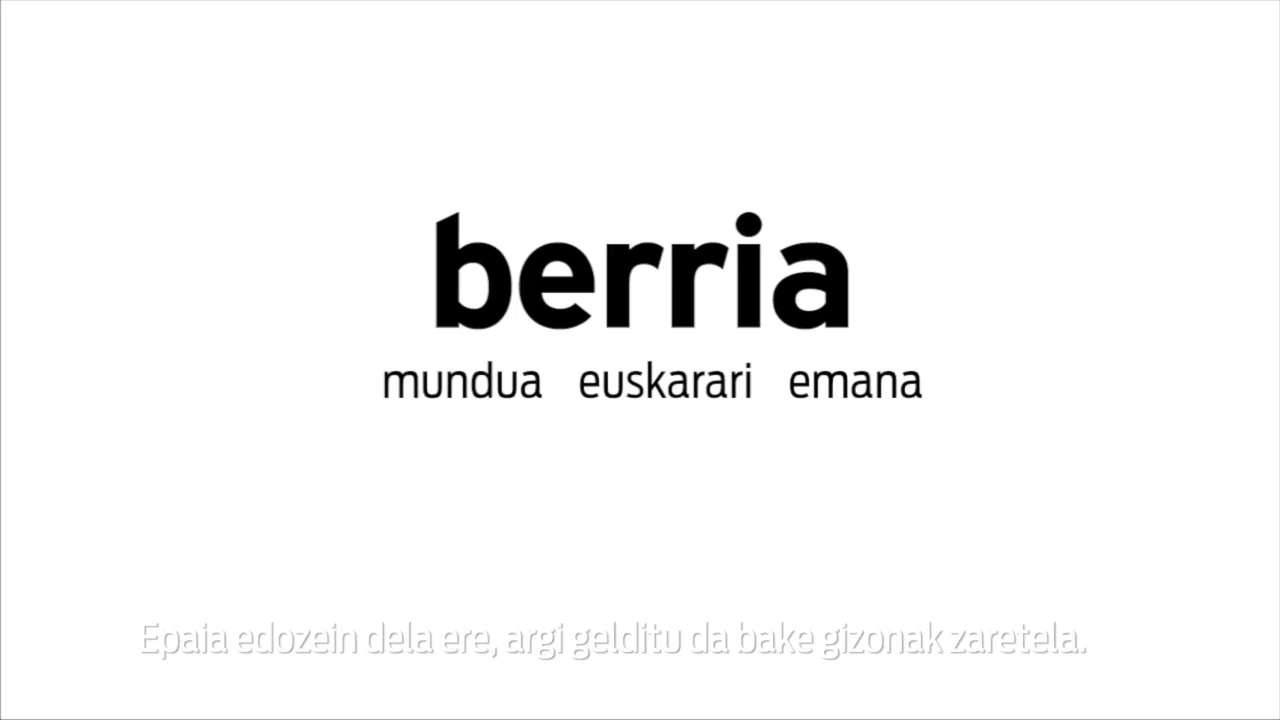 berria
mundua euskarari emana
Epaia edozein dela ere, argi gelditu da bake gizonak zaretela.